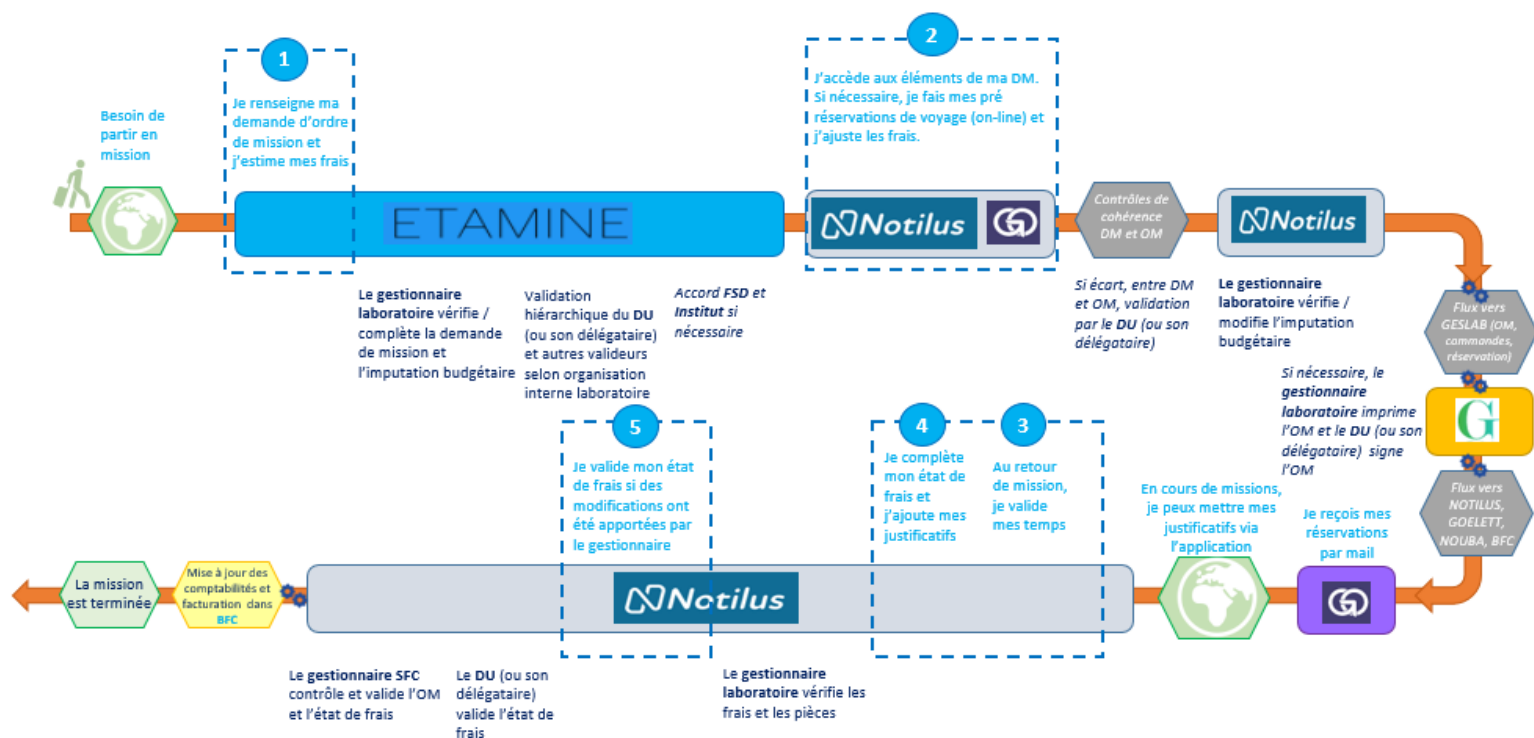 1
Je renseigne ma
demande d'ordre
de mission et
j'estime mes frais
2
J'accède aux éléments de ma DM.
Si nécessaire, je fais mes pré
réservations de voyage (on-line) et
j'ajuste les frais.
Besoin de
partir en
mission
ETAMINE
Notilus
Contrôles de
cohérence
DM et OM
Notilus
Le gestionnaire
laboratoire vérifie /
complète la demande
de mission et
l'imputation budgétaire
Validation
hiérarchique du DU
(ou son délégataire)
et autres valideurs
selon organisation
interne laboratoire
Accord FSD et
Institut si
nécessaire
Si écart, entre DM
et OM, validation
par le DU (ou son
délégataire)
Le gestionnaire
laboratoire vérifie /
modifie l'imputation
budgétaire
Flux vers
GESLAB (OM,
commandes,
réservation)
Si nécessaire, le
gestionnaire
laboratoire imprime
l'OM et le DU (ou son
délégataire) signe
l'OM
G
Flux vers
NOTILUS,
GOELETT,
NOUBA, BFC
Je reçois mes
réservations
par mail
En cours de missions,
je peux mettre mes
justificatifs via
l'application
3
Au retour
de mission,
je valide
mes temps
4
Je complète
mon état de
frais et
j'ajoute mes
justificatifs
5
Je valide mon état
de frais si des
modifications ont
été apportées par
le gestionnaire
Notilus
Le gestionnaire
laboratoire vérifie les
frais et les pièces
Le DU (ou son
délégataire)
valide l'état de
frais
Le gestionnaire SFC
contrôle et valide l'OM
et l'état de frais
Mise à jour des
comptabilités et
facturation dans
BFC
La mission
est terminée